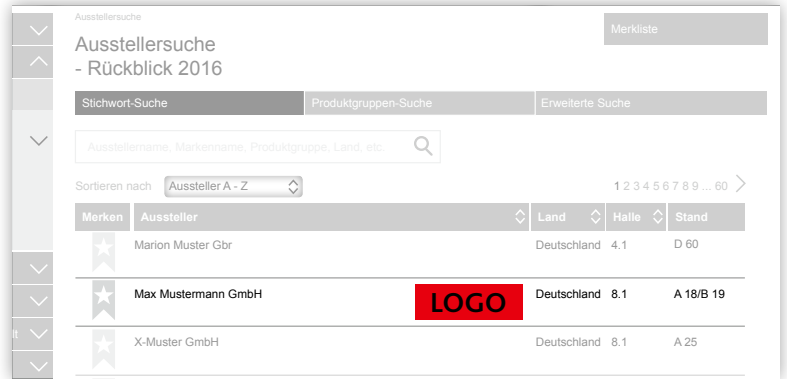 Ausstellersuche
Merkliste
Ausstellersuche
- Rückblick 2016
Stichwort-Suche Produktgruppen-Suche Erweiterte Suche
Ausstellername, Markenname, Produktgruppe, Land, etc.
Sortieren nach Aussteller A - Z 1 2 3 4 5 6 7 8 9 ... 60
Merken Aussteller Land Halle Stand
Marion Muster Gbr Deutschland 4.1 D 60
Max Mustermann GmbH LOGO Deutschland 8.1 A 18/B 19
lt
X-Muster GmbH Deutschland 8.1 A 25